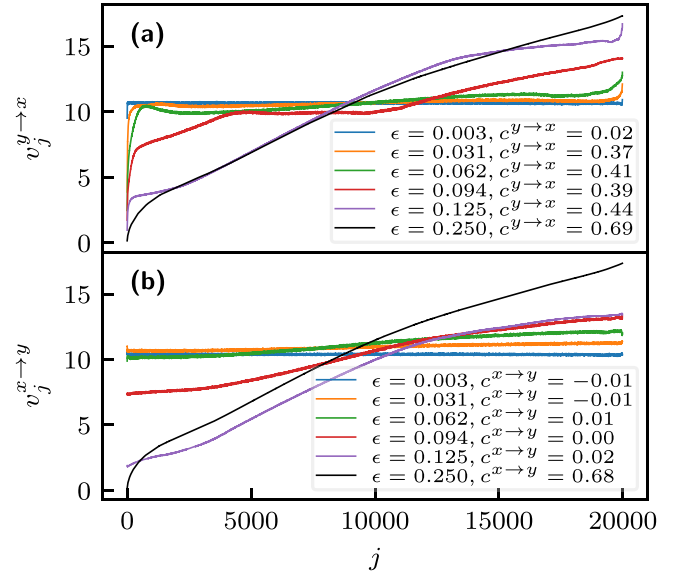 (a)
15
10
5
0
v_j^{y→x}
ϵ = 0.003, c^{y→x} = 0.02
ϵ = 0.031, c^{y→x} = 0.37
ϵ = 0.062, c^{y→x} = 0.41
ϵ = 0.094, c^{y→x} = 0.39
ϵ = 0.125, c^{y→x} = 0.44
ϵ = 0.250, c^{y→x} = 0.69
(b)
15
10
5
0
v_j^{x→y}
ϵ = 0.003, c^{x→y} = −0.01
ϵ = 0.031, c^{x→y} = −0.01
ϵ = 0.062, c^{x→y} = 0.01
ϵ = 0.094, c^{x→y} = 0.00
ϵ = 0.125, c^{x→y} = 0.02
ϵ = 0.250, c^{x→y} = 0.68
0 5000 10000 15000 20000
j